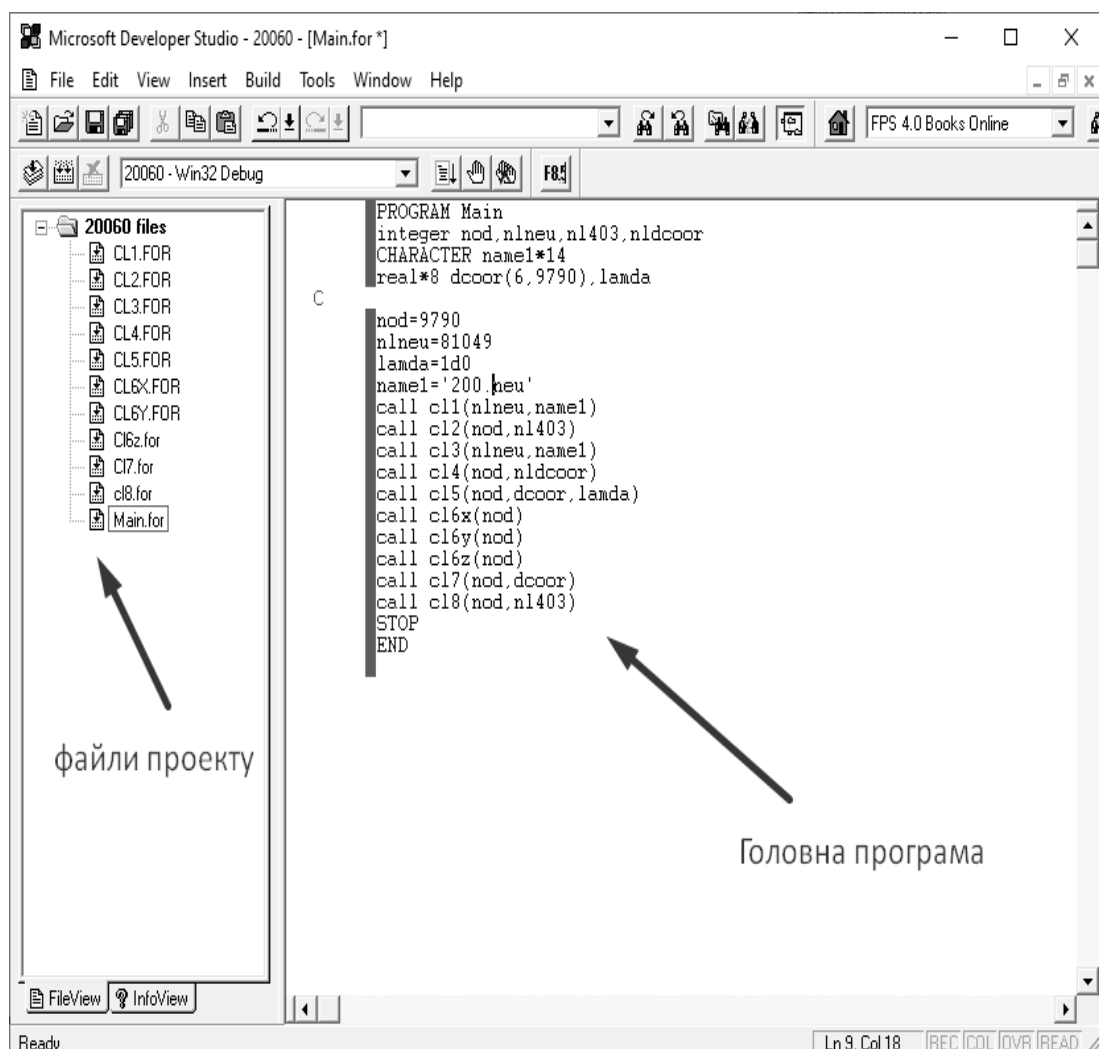 Microsoft Developer Studio - 20060 - [Main.for *]
File Edit View Insert Build Tools Window Help
FPS 4.0 Books Online
20060 - Win32 Debug
F8
20060 files
CL1.FOR
CL2.FOR
CL3.FOR
CL4.FOR
CL5.FOR
CL6X.FOR
CL6Y.FOR
Cl6z.for
Cl7.for
cl8.for
Main.for
файли проекту
FileView InfoView
PROGRAM Main
integer nod,nlneu,nl403,nldcoor
CHARACTER name1*14
real*8 dcoor(6,9790),lamda
C
nod=9790
nlneu=81049
lamda=1d0
name1='200.neu'
call cl1(nlneu,name1)
call cl2(nod,nl403)
call cl3(nlneu,name1)
call cl4(nod,nldcoor)
call cl5(nod,dcoor,lamda)
call cl6x(nod)
call cl6y(nod)
call cl6z(nod)
call cl7(nod,dcoor)
call cl8(nod,nl403)
STOP
END
Головна програма
Ready
Ln 9, Col 18 REC COL OVR READ